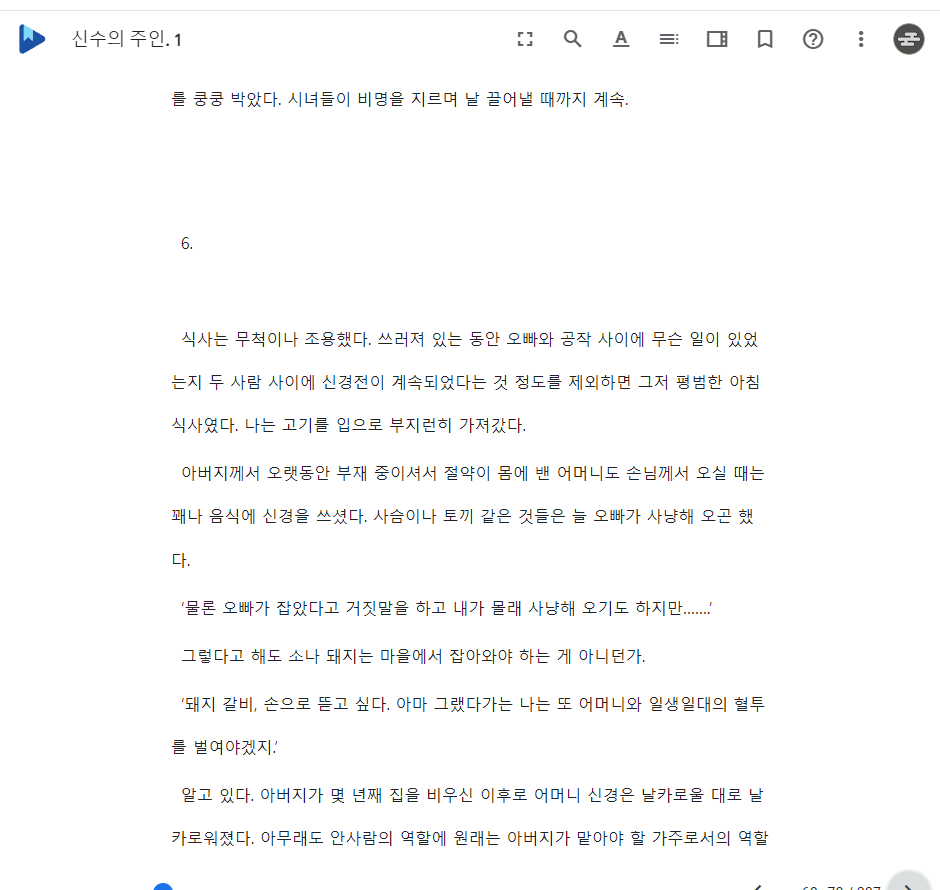 신수의 주인. 1
를 쿵쿵 박았다. 시녀들이 비명을 지르며 날 끌어낼 때까지 계속.
6.
식사는 무척이나 조용했다. 쓰러져 있는 동안 오빠와 공작 사이에 무슨 일이 있었
는지 두 사람 사이에 신경전이 계속되었다는 것 정도를 제외하면 그저 평범한 아침
식사였다. 나는 고기를 입으로 부지런히 가져갔다.
아버지께서 오랫동안 부재 중이셔서 절약이 몸에 밴 어머니도 손님께서 오실 때는
꽤나 음식에 신경을 쓰셨다. 사슴이나 토끼 같은 것들은 늘 오빠가 사냥해 오곤 했
다.
‘물론 오빠가 잡았다고 거짓말을 하고 내가 몰래 사냥해 오기도 하지만…….’
그렇다고 해도 소나 돼지는 마을에서 잡아와야 하는 게 아니던가.
‘돼지 갈비, 손으로 뜯고 싶다. 아마 그랬다가는 나는 또 어머니와 일생일대의 혈투
를 벌여야겠지.’
알고 있다. 아버지가 몇 년째 집을 비우신 이후로 어머니 신경은 날카로울 대로 날
카로워졌다. 아무래도 안사람의 역할에 원래는 아버지가 맡아야 할 가주로서의 역할